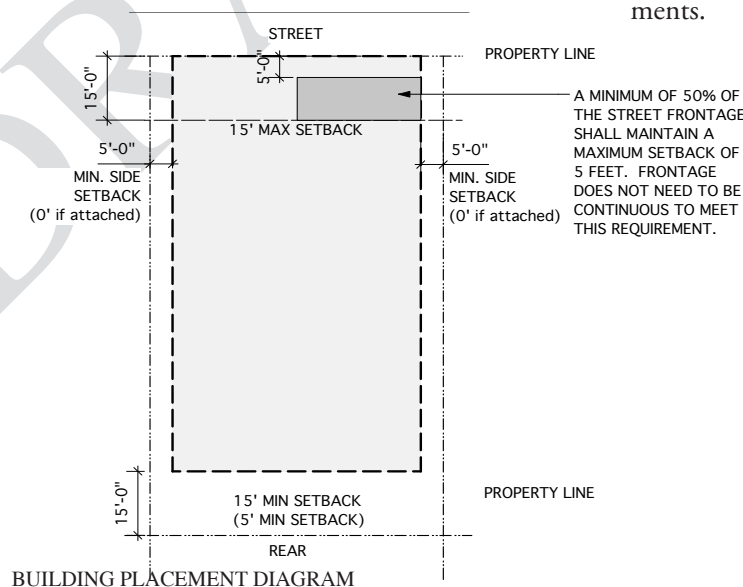 ments.
STREET
PROPERTY LINE
15'-0"
5'-0"
A MINIMUM OF 50% OF
THE STREET FRONTAGE
SHALL MAINTAIN A
MAXIMUM SETBACK OF
5 FEET. FRONTAGE
DOES NOT NEED TO BE
CONTINUOUS TO MEET
THIS REQUIREMENT.
15' MAX SETBACK
5'-0"
MIN. SIDE
SETBACK
(0' if attached)
5'-0"
MIN. SIDE
SETBACK
(0' if attached)
15'-0"
15' MIN SETBACK
(5' MIN SETBACK)
PROPERTY LINE
REAR
BUILDING PLACEMENT DIAGRAM